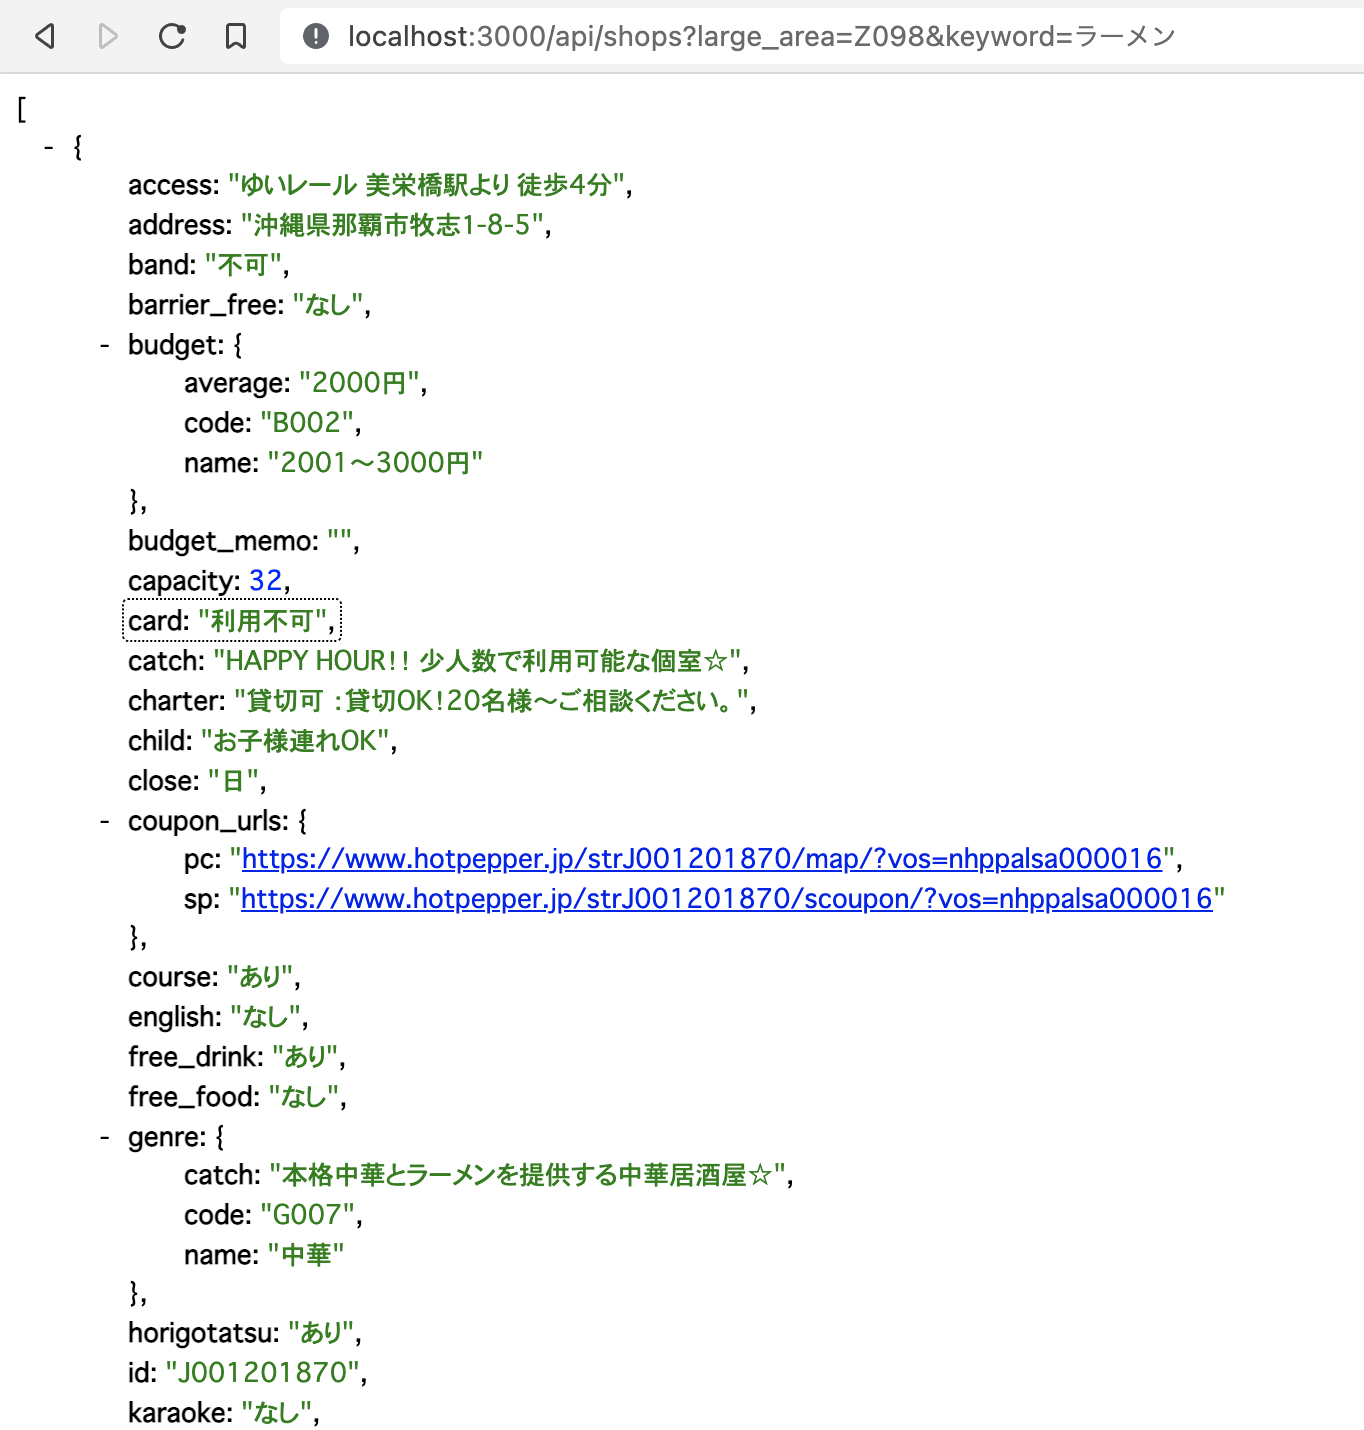 localhost:3000/api/shops?large_area=Z098&keyword=ラーメン
[
- {
access: "ゆいレール 美栄橋駅より 徒歩4分",
address: "沖縄県那覇市牧志1-8-5",
band: "不可",
barrier_free: "なし",
- budget: {
average: "2000円",
code: "B002",
name: "2001～3000円"
},
budget_memo: "",
capacity: 32,
card: "利用不可",
catch: "HAPPY HOUR!! 少人数で利用可能な個室☆",
charter: "貸切可 ：貸切OK！20名様～ご相談ください。",
child: "お子様連れOK",
close: "日",
- coupon_urls: {
pc: "https://www.hotpepper.jp/strJ001201870/map/?vos=nhppalsa000016",
sp: "https://www.hotpepper.jp/strJ001201870/scoupon/?vos=nhppalsa000016"
},
course: "あり",
english: "なし",
free_drink: "あり",
free_food: "なし",
- genre: {
catch: "本格中華とラーメンを提供する中華居酒屋☆",
code: "G007",
name: "中華"
},
horigotatsu: "あり",
id: "J001201870",
karaoke: "なし",